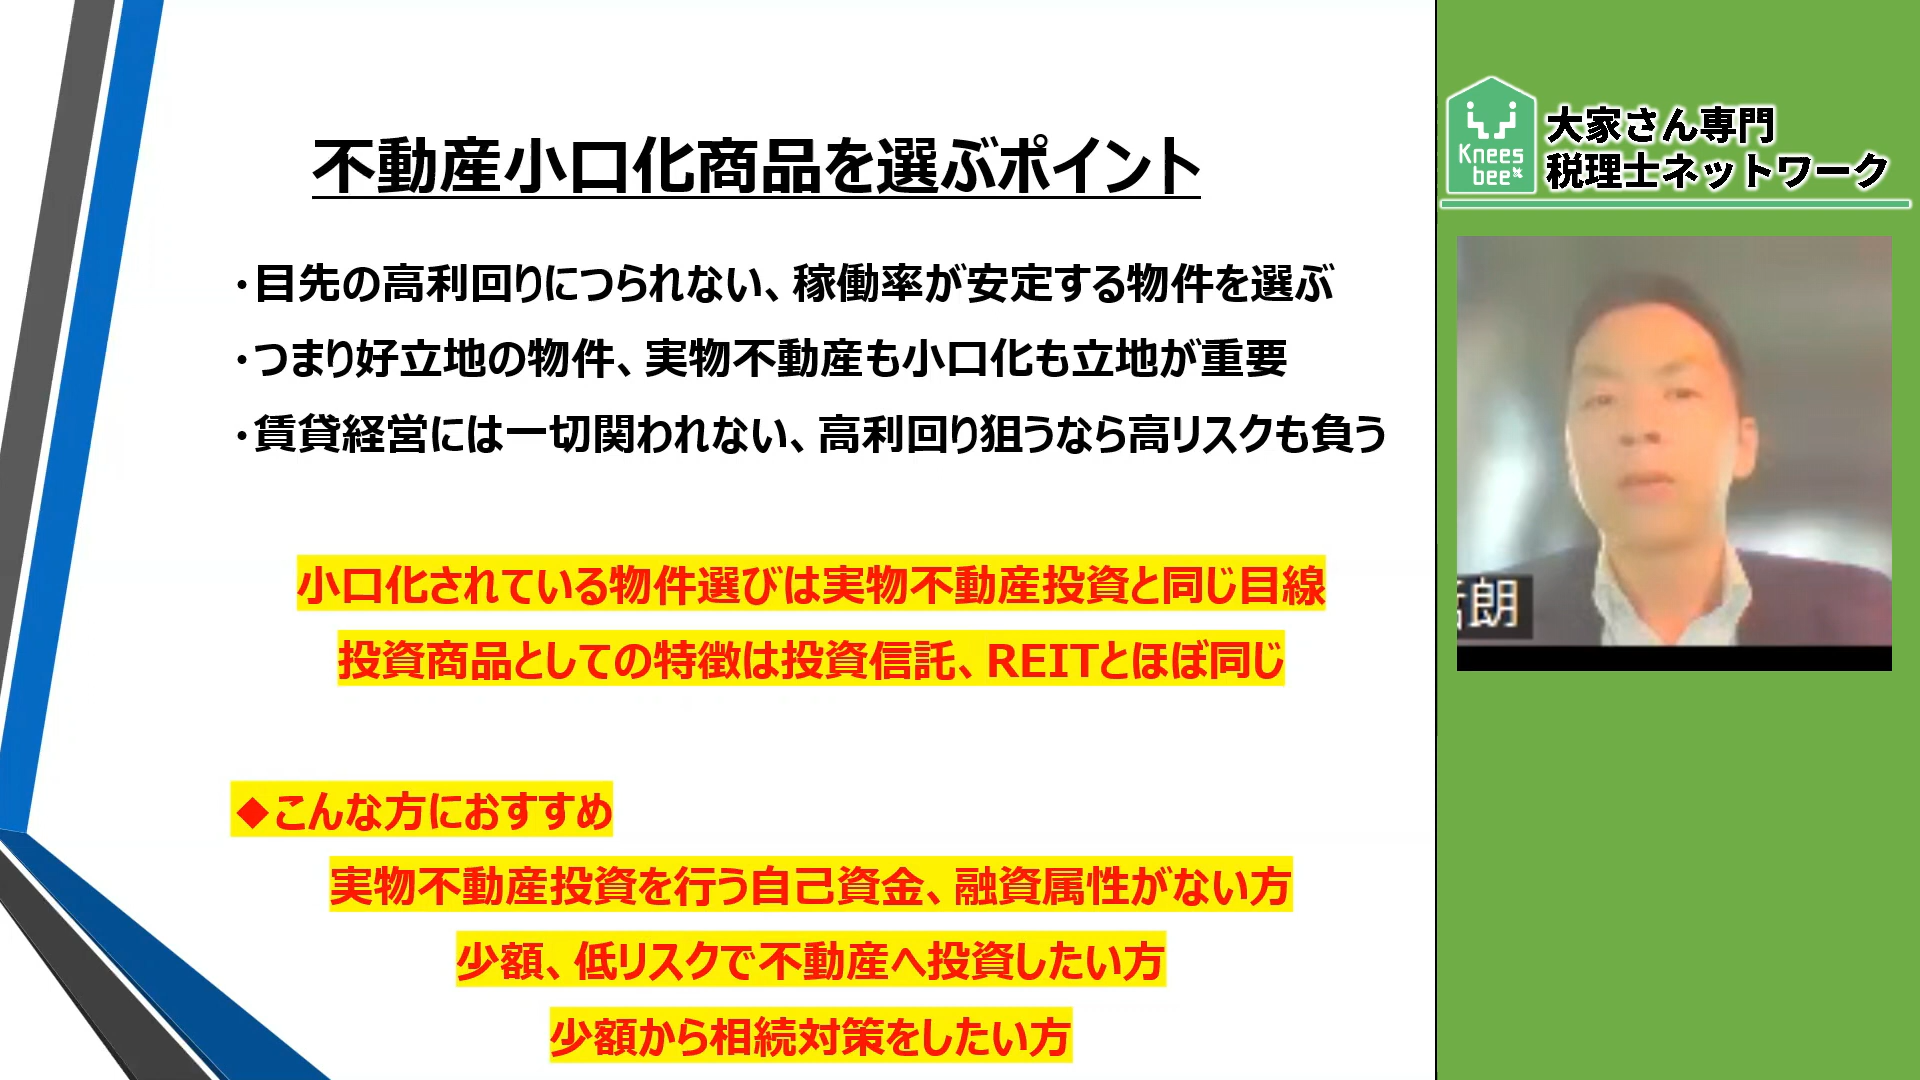 不動産小口化商品を選ぶポイント
・目先の高利回りにつられない、稼働率が安定する物件を選ぶ
・つまり好立地の物件、実物不動産も小口化も立地が重要
・賃貸経営には一切関われない、高利回り狙うなら高リスクも負う
小口化されている物件選びは実物不動産投資と同じ目線
投資商品としての特徴は投資信託、REITとほぼ同じ
◆こんな方におすすめ
実物不動産投資を行う自己資金、融資属性がない方
少額、低リスクで不動産へ投資したい方
少額から相続対策をしたい方
Knees
bee
大家さん専門
税理士ネットワーク
朗